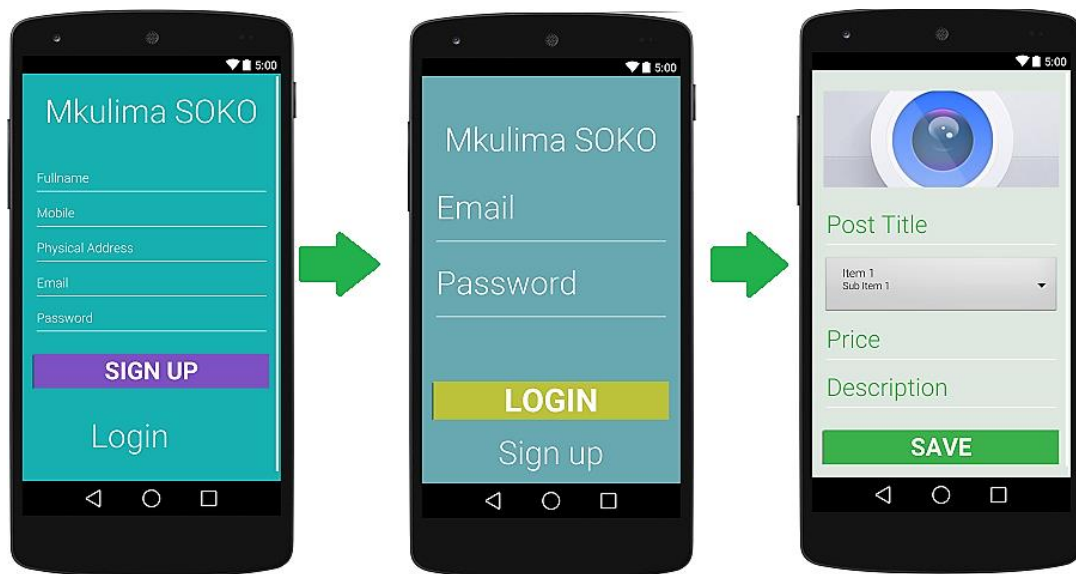 5:00
Mkulima SOKO
Fullname
Mobile
Physical Address
Email
Password
SIGN UP
Login
5:00
Mkulima SOKO
Email
Password
LOGIN
Sign up
5:00
Post Title
Item 1
Sub Item 1
Price
Description
SAVE